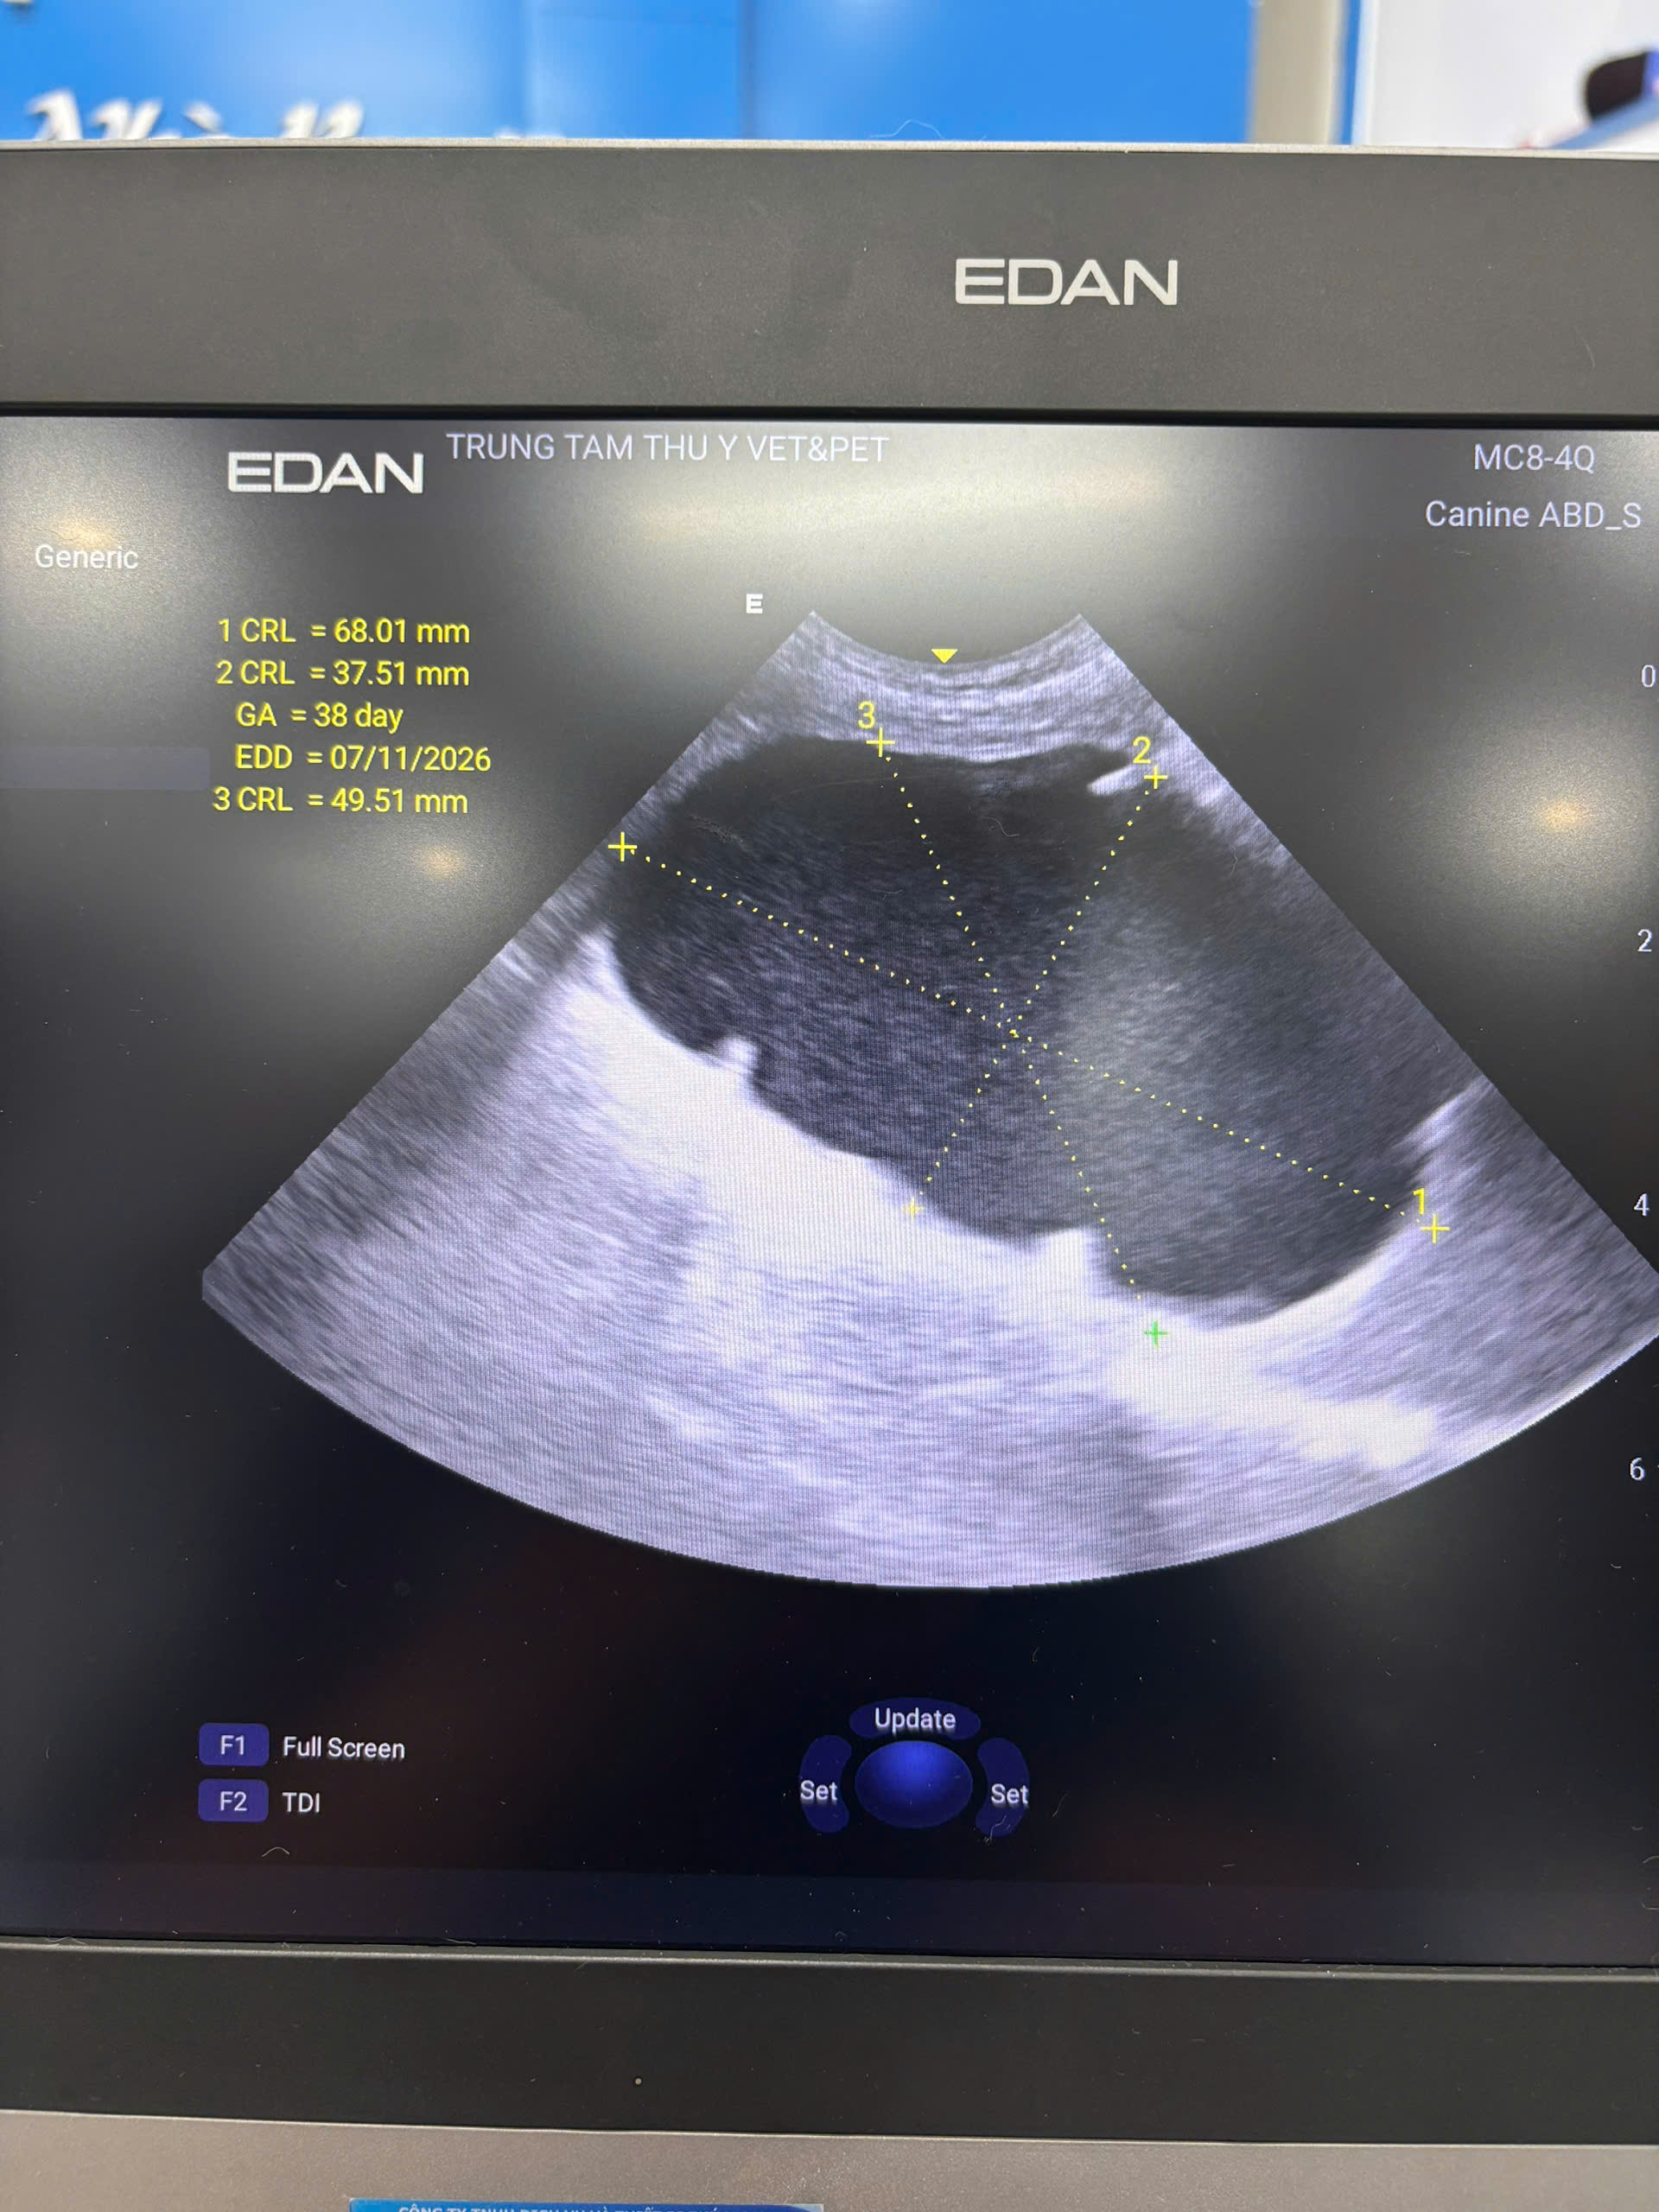 EDAN
EDAN
TRUNG TAM THU Y VET&PET
MC8-4Q
Canine ABD_S
Generic
E
1 CRL = 68.01 mm
2 CRL = 37.51 mm
GA = 38 day
EDD = 07/11/2026
3 CRL = 49.51 mm
0
3
2
2
4
1
6
F1 Full Screen
F2 TDI
Update
Set
Set